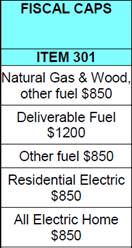 FISCAL CAPS
ITEM 301
Natural Gas & Wood,
other fuel $850
Deliverable Fuel
$1200
Other fuel $850
Residential Electric
$850
All Electric Home
$850